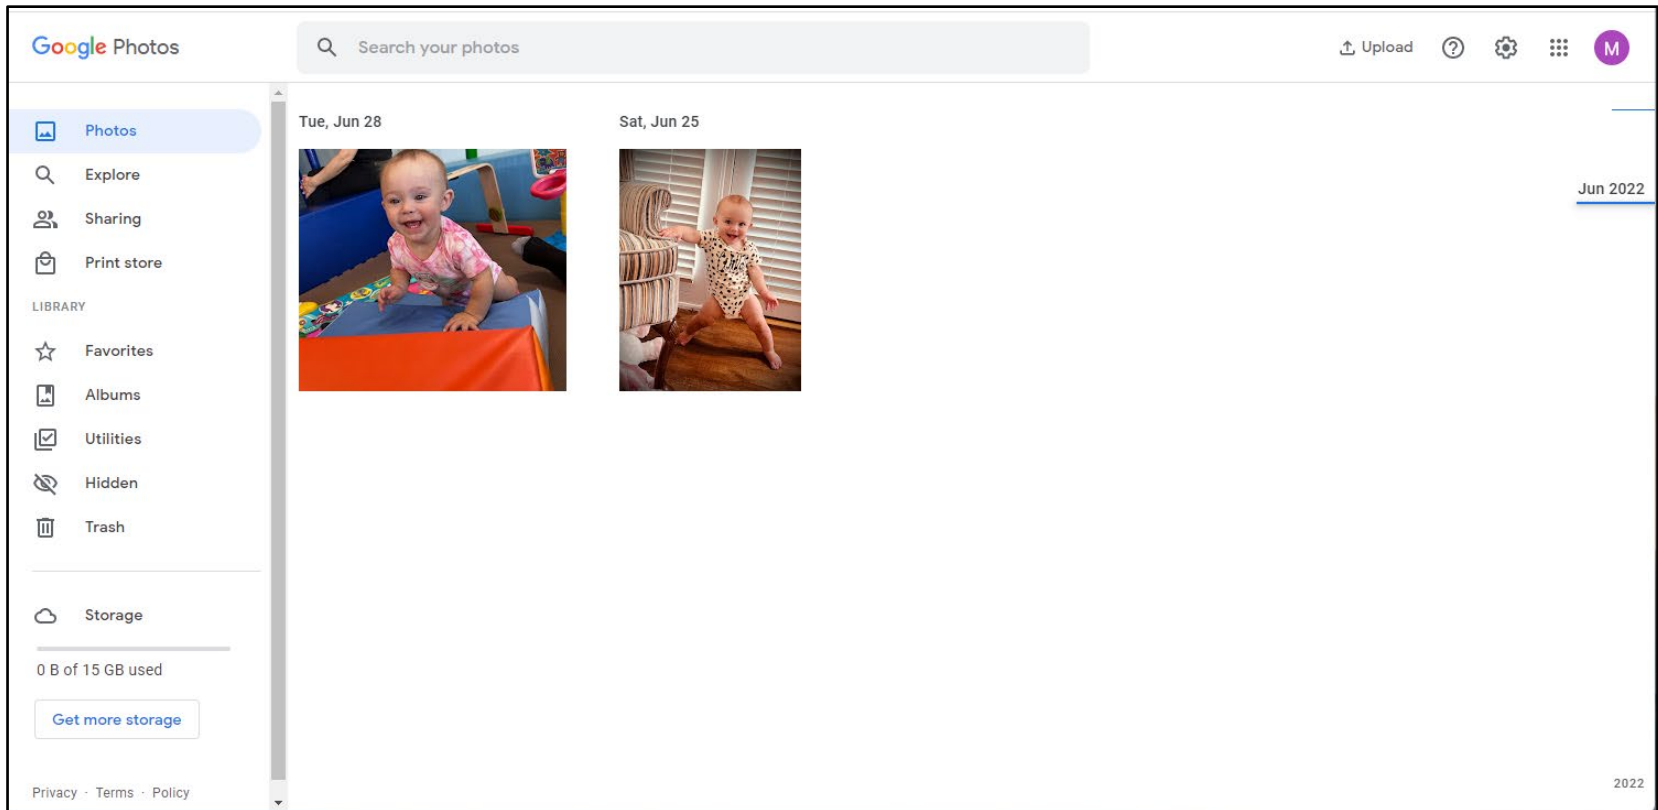 Google Photos
Search your photos
Upload
M
Photos
Explore
Sharing
Print store
LIBRARY
Favorites
Albums
Utilities
Hidden
Trash
Storage
0 B of 15 GB used
Get more storage
Privacy · Terms · Policy
Tue, Jun 28
Sat, Jun 25
Jun 2022
2022